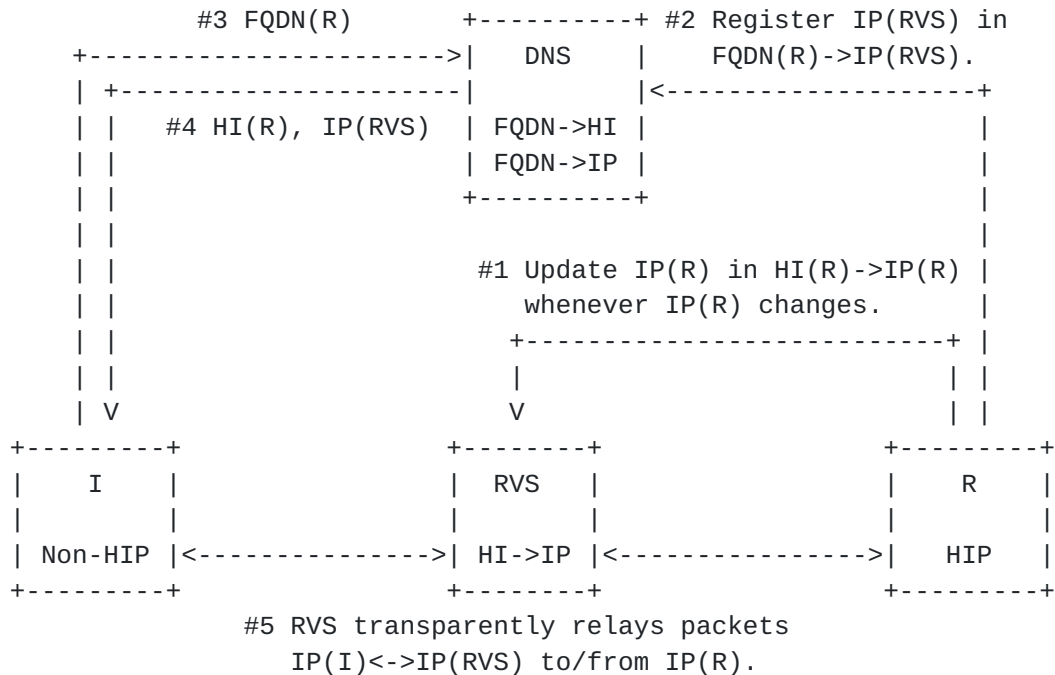 #3 FQDN(R)
#2 Register IP(RVS) in
DNS
FQDN(R)->IP(RVS).
#4 HI(R), IP(RVS)
FQDN->HI
FQDN->IP
#1 Update IP(R) in HI(R)->IP(R)
whenever IP(R) changes.
I
RVS
R
Non-HIP
HI->IP
HIP
#5 RVS transparently relays packets
IP(I)<->IP(RVS) to/from IP(R).